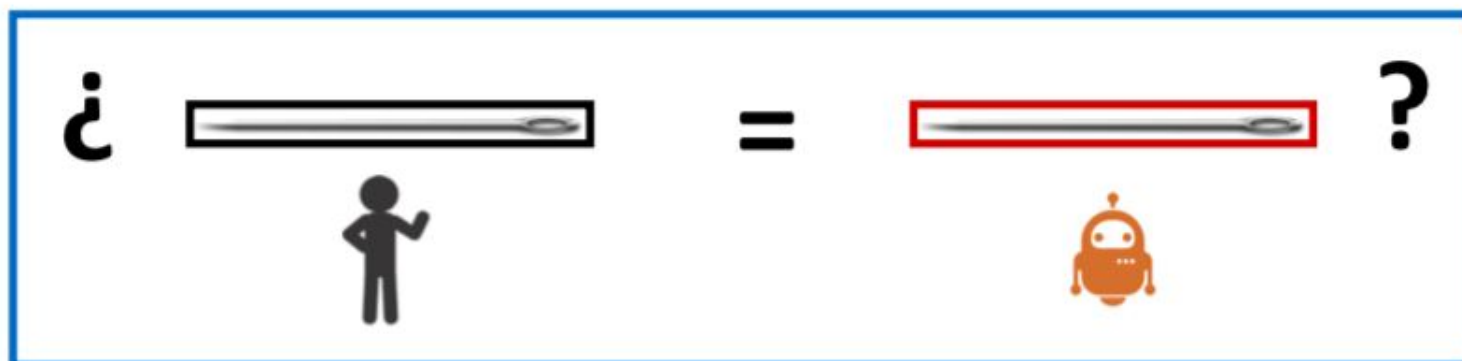 ¿ = ?